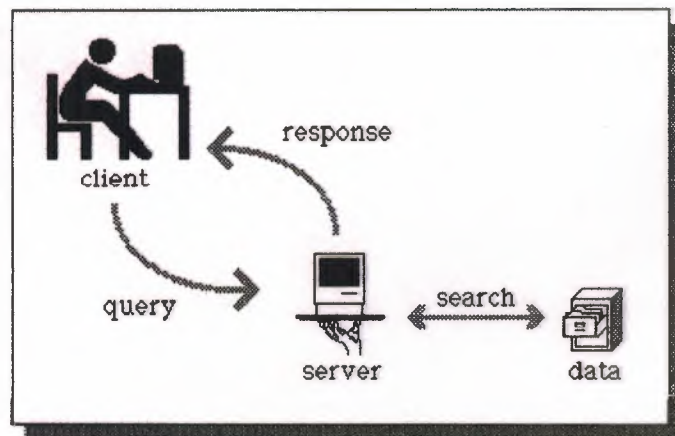 response
client
query
search
server
data